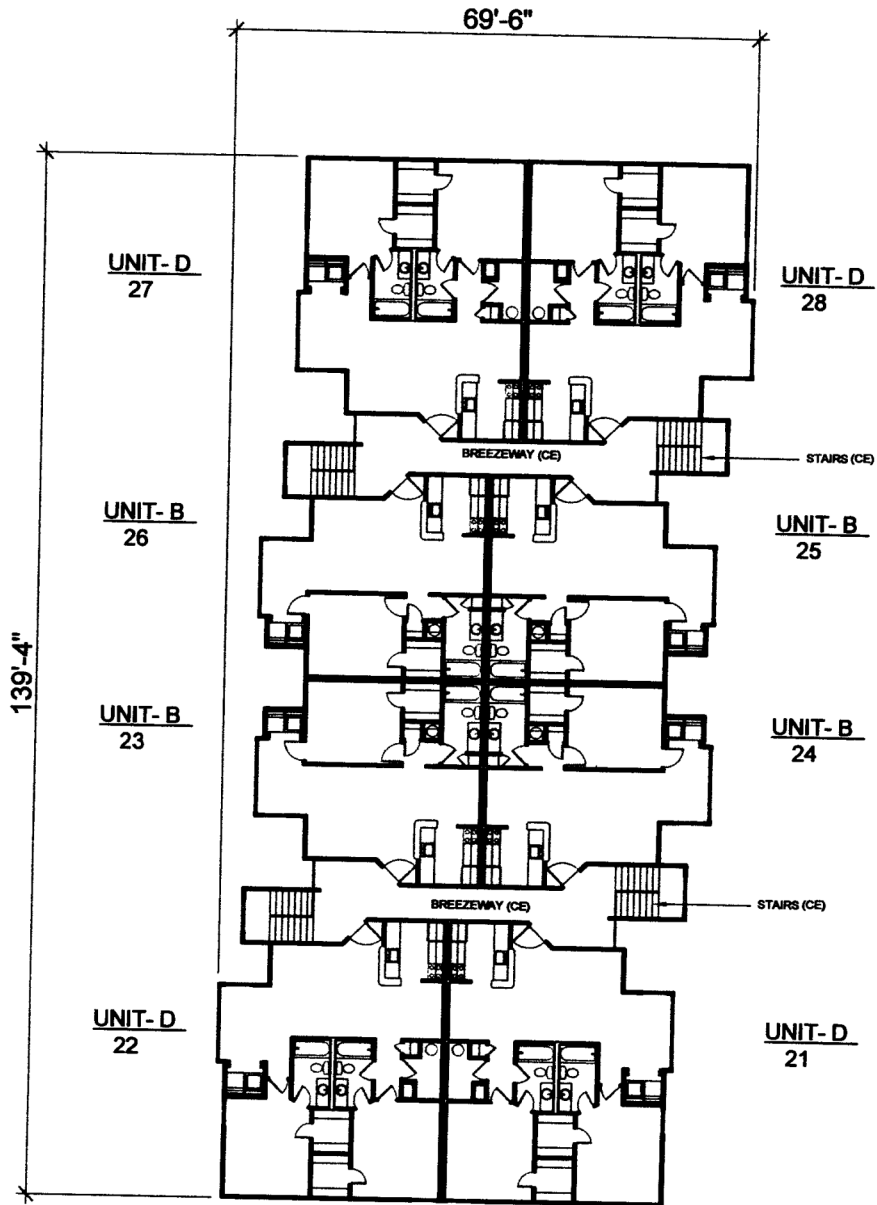 69'-6"
UNIT- D
27
UNIT- D
28
BREEZEWAY (CE)
STAIRS (CE)
UNIT- B
26
UNIT- B
25
139'-4"
UNIT- B
23
UNIT- B
24
BREEZEWAY (CE)
STAIRS (CE)
UNIT- D
22
UNIT- D
21